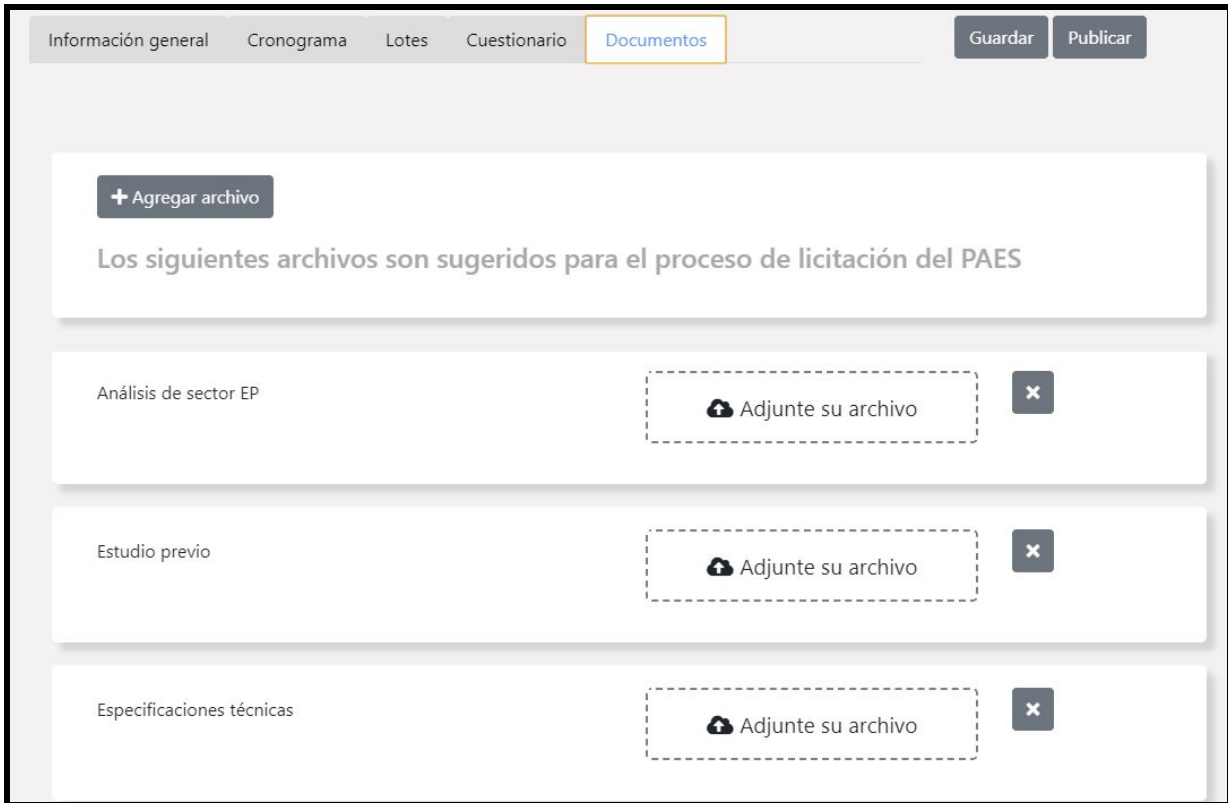 Información general Cronograma Lotes Cuestionario Documentos Guardar Publicar
Agregar archivo
Los siguientes archivos son sugeridos para el proceso de licitación del PAES
Análisis de sector EP Adjunte su archivo
Estudio previo Adjunte su archivo
Especificaciones técnicas Adjunte su archivo